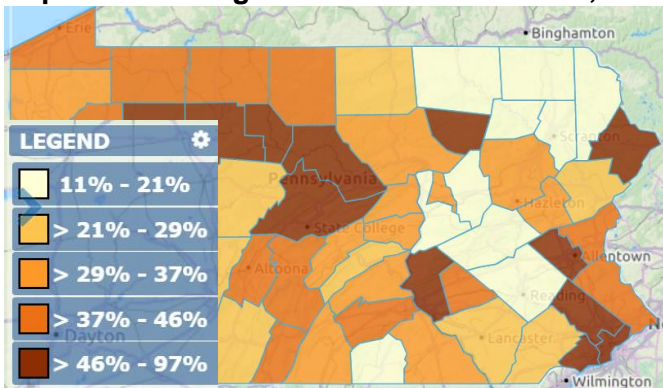 Erie
Binghamton
Scranton
LEGEND
11% - 21%
Pennsylvania
> 21% - 29%
State College
Hazleton
> 29% - 37%
Altoona
Allentown
> 37% - 46%
Reading
Dayton
Lancaster
> 46% - 97%
Wilmington